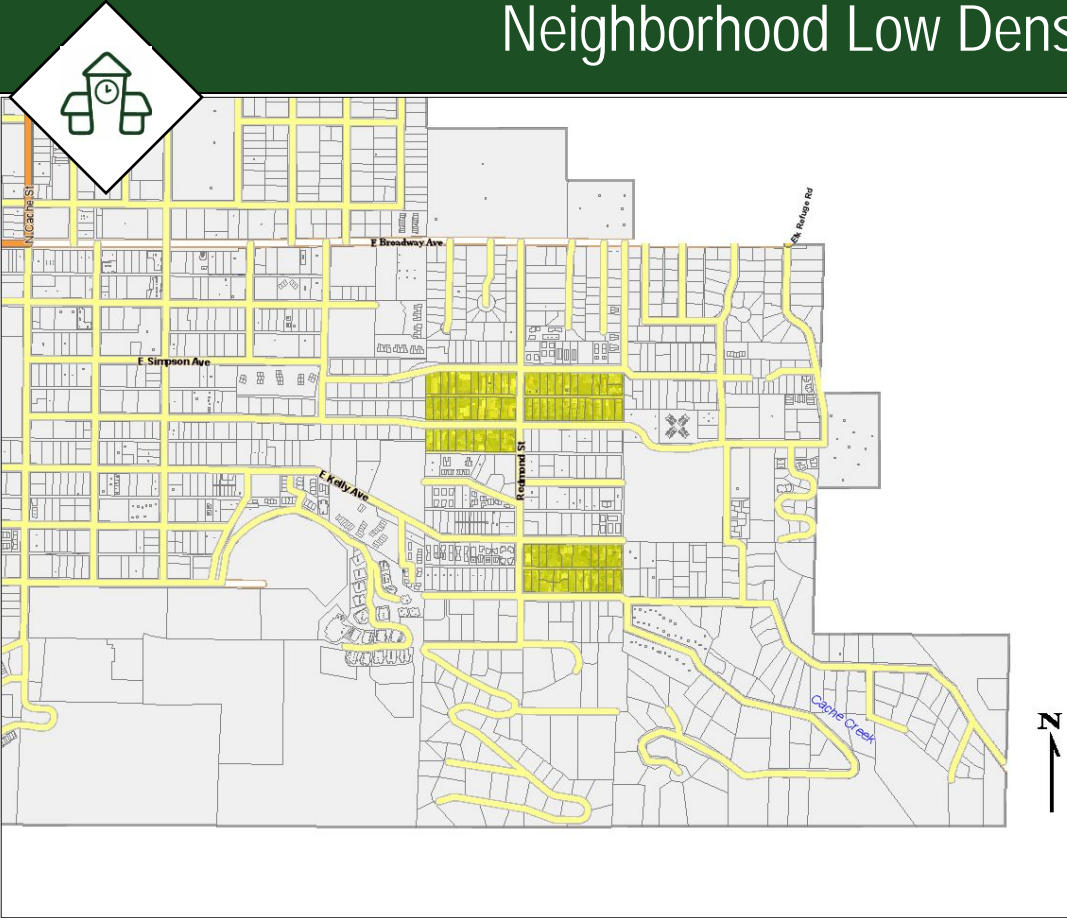 Neighborhood Low Dens
N Cache St
Elk Refuge Rd
E Broadway Ave
E Simpson Ave
Redmond St
E Kelly Ave
Cache Creek
N